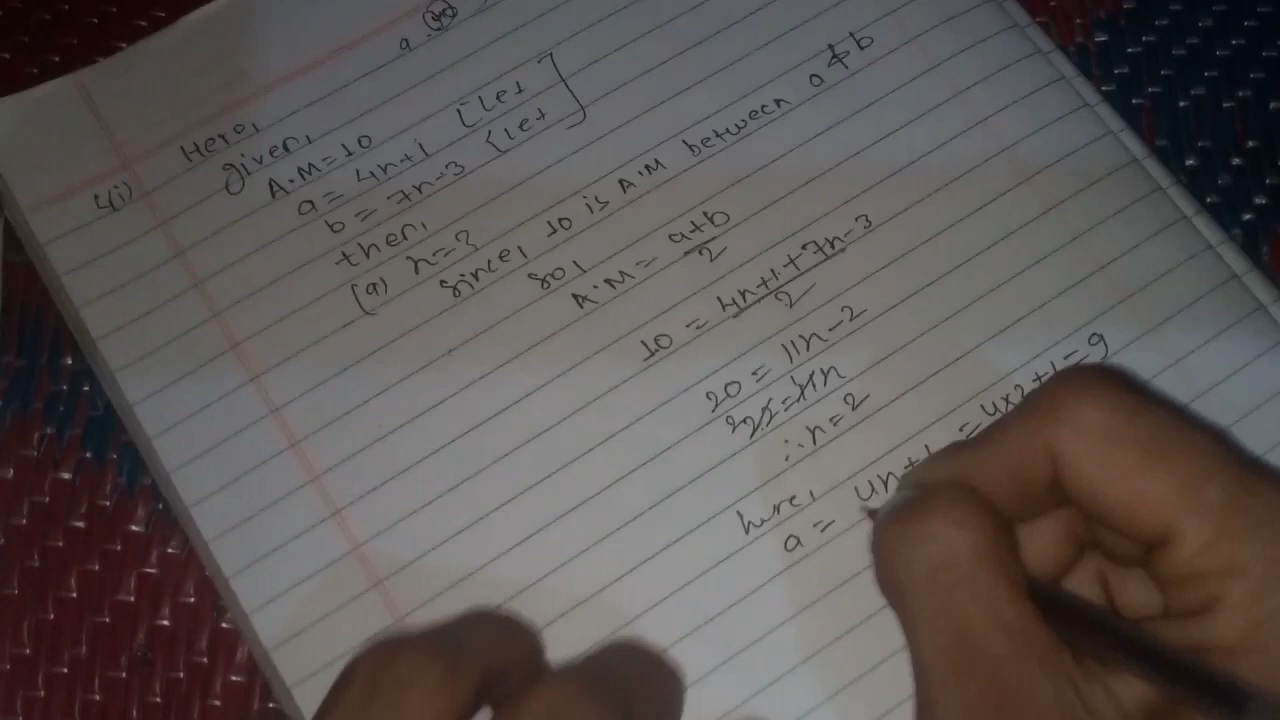 4(i) Here,
given,
A.M=10
a= 4n+1 [let
b= 7n-3 [let]
then,
(a) n=?
Since, 10 is A.M between a & b
so,
A.M = a+b/2
10 = 4n+1+7n-3/2
20 = 11n-2
22=11n
∴n=2
here,
a= 4n+1 =4x2+1=9